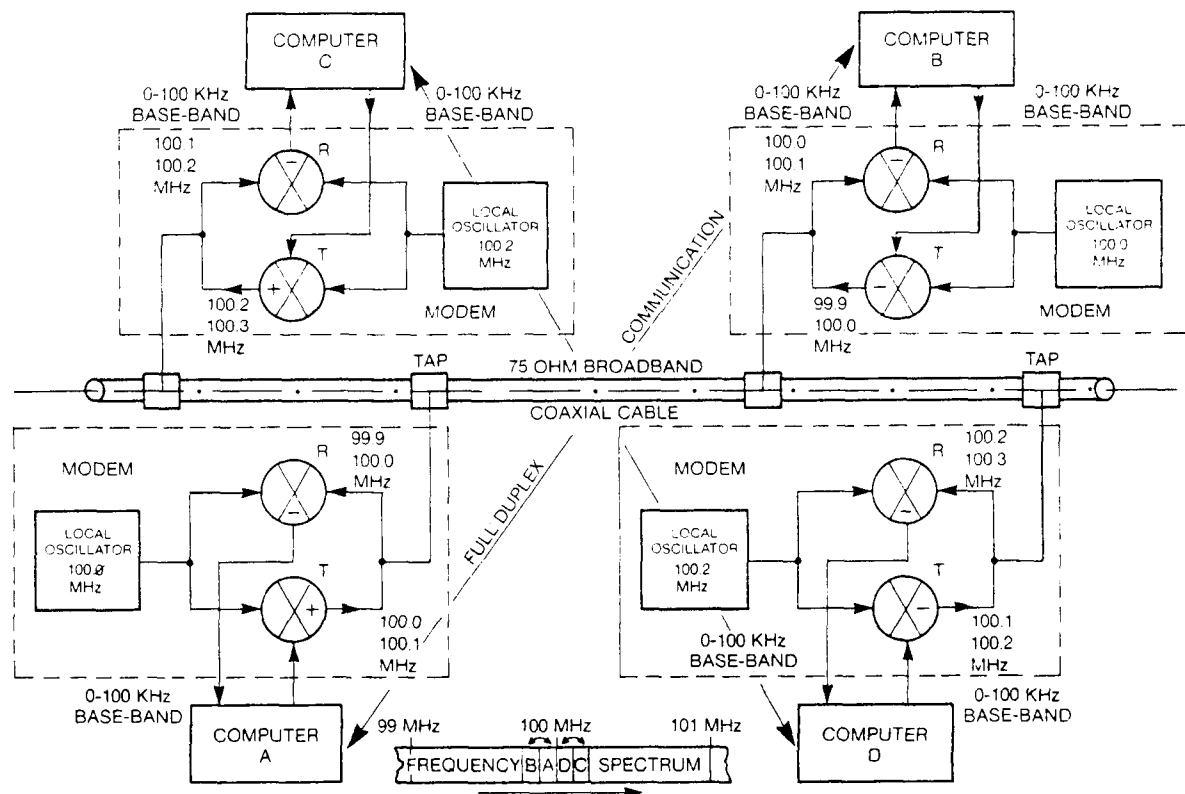 COMPUTER
C
0-100 KHz
BASE-BAND
0-100 KHz
BASE-BAND
100.1
100.2
MHz
R
-
LOCAL
OSCILLATOR
100.2
MHz
T
+
100.2
100.3
MHz
MODEM
COMPUTER
B
0-100 KHz
BASE-BAND
0-100 KHz
BASE-BAND
100.0
100.1
MHz
R
-
LOCAL
OSCILLATOR
100.0
MHz
T
-
99.9
100.0
MHz
MODEM
COMMUNICATION
TAP
75 OHM BROADBAND
TAP
COAXIAL CABLE
FULL DUPLEX
MODEM
R
99.9
100.0
MHz
-
LOCAL
OSCILLATOR
100.0
MHz
T
+
100.0
100.1
MHz
0-100 KHz
BASE-BAND
COMPUTER
A
MODEM
R
100.2
100.3
MHz
-
LOCAL
OSCILLATOR
100.2
MHz
T
-
100.1
100.2
MHz
0-100 KHz
BASE-BAND
0-100 KHz
BASE-BAND
COMPUTER
D
99 MHz
100 MHz
101 MHz
FREQUENCY B A D C SPECTRUM